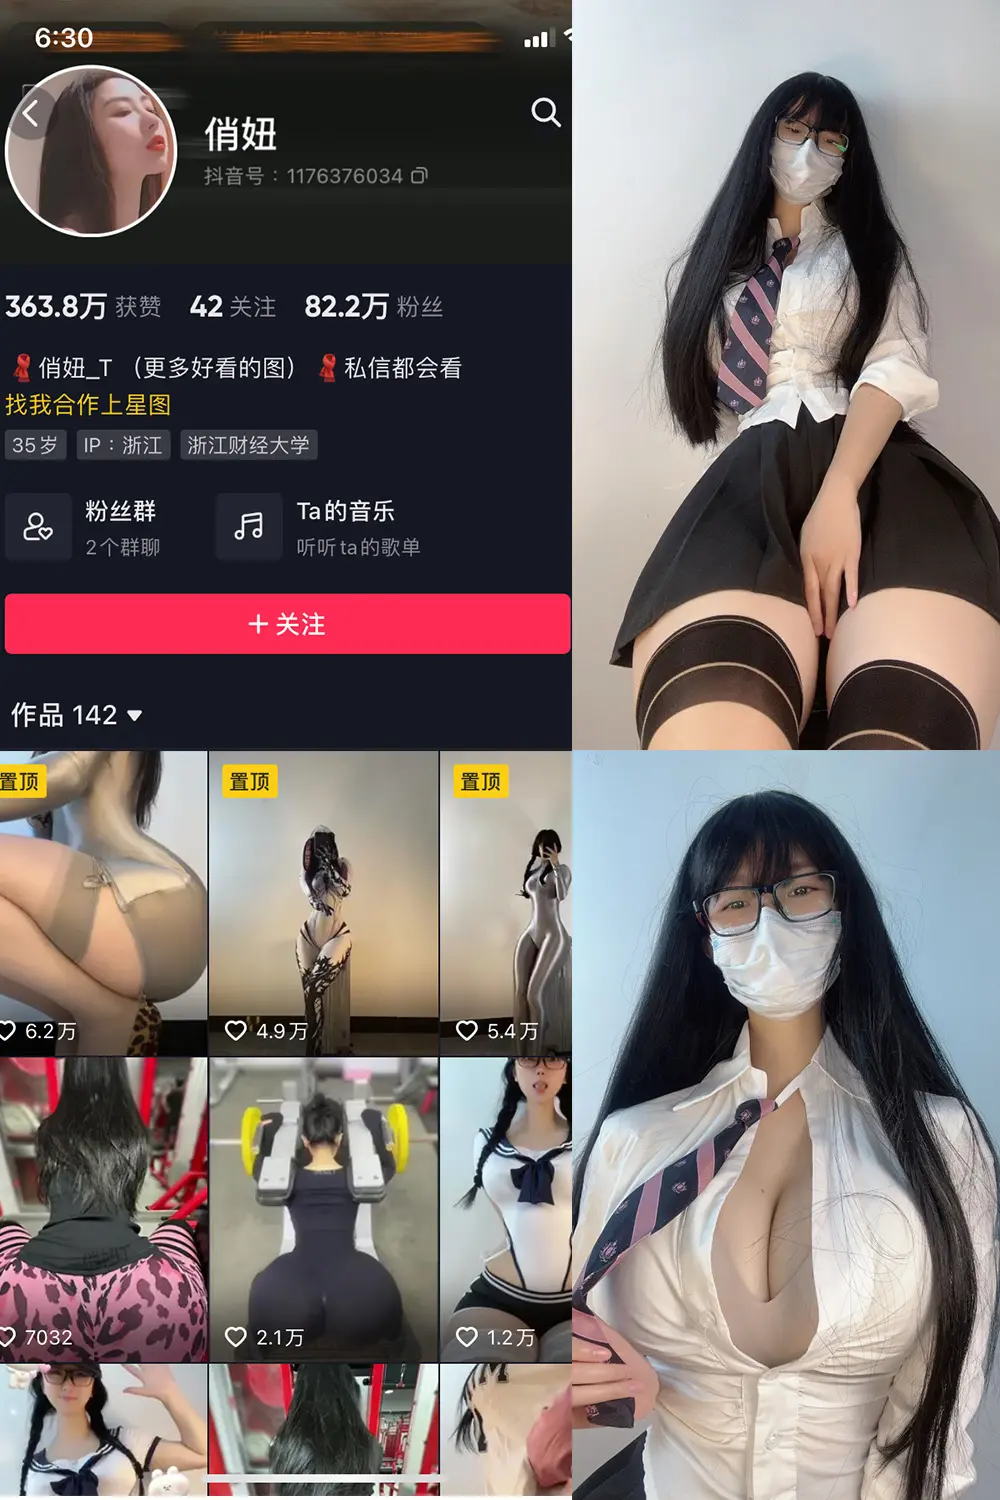 6:30
俏妞
抖音号：1176376034
363.8万 获赞 42 关注 82.2万 粉丝
俏妞_T （更多好看的图） 私信都会看
找我合作上星图
35岁 IP：浙江 浙江财经大学
粉丝群
2个群聊
Ta的音乐
听听ta的歌单
+ 关注
作品 142
置顶 置顶 置顶
6.2万 4.9万 5.4万
7032 2.1万 1.2万